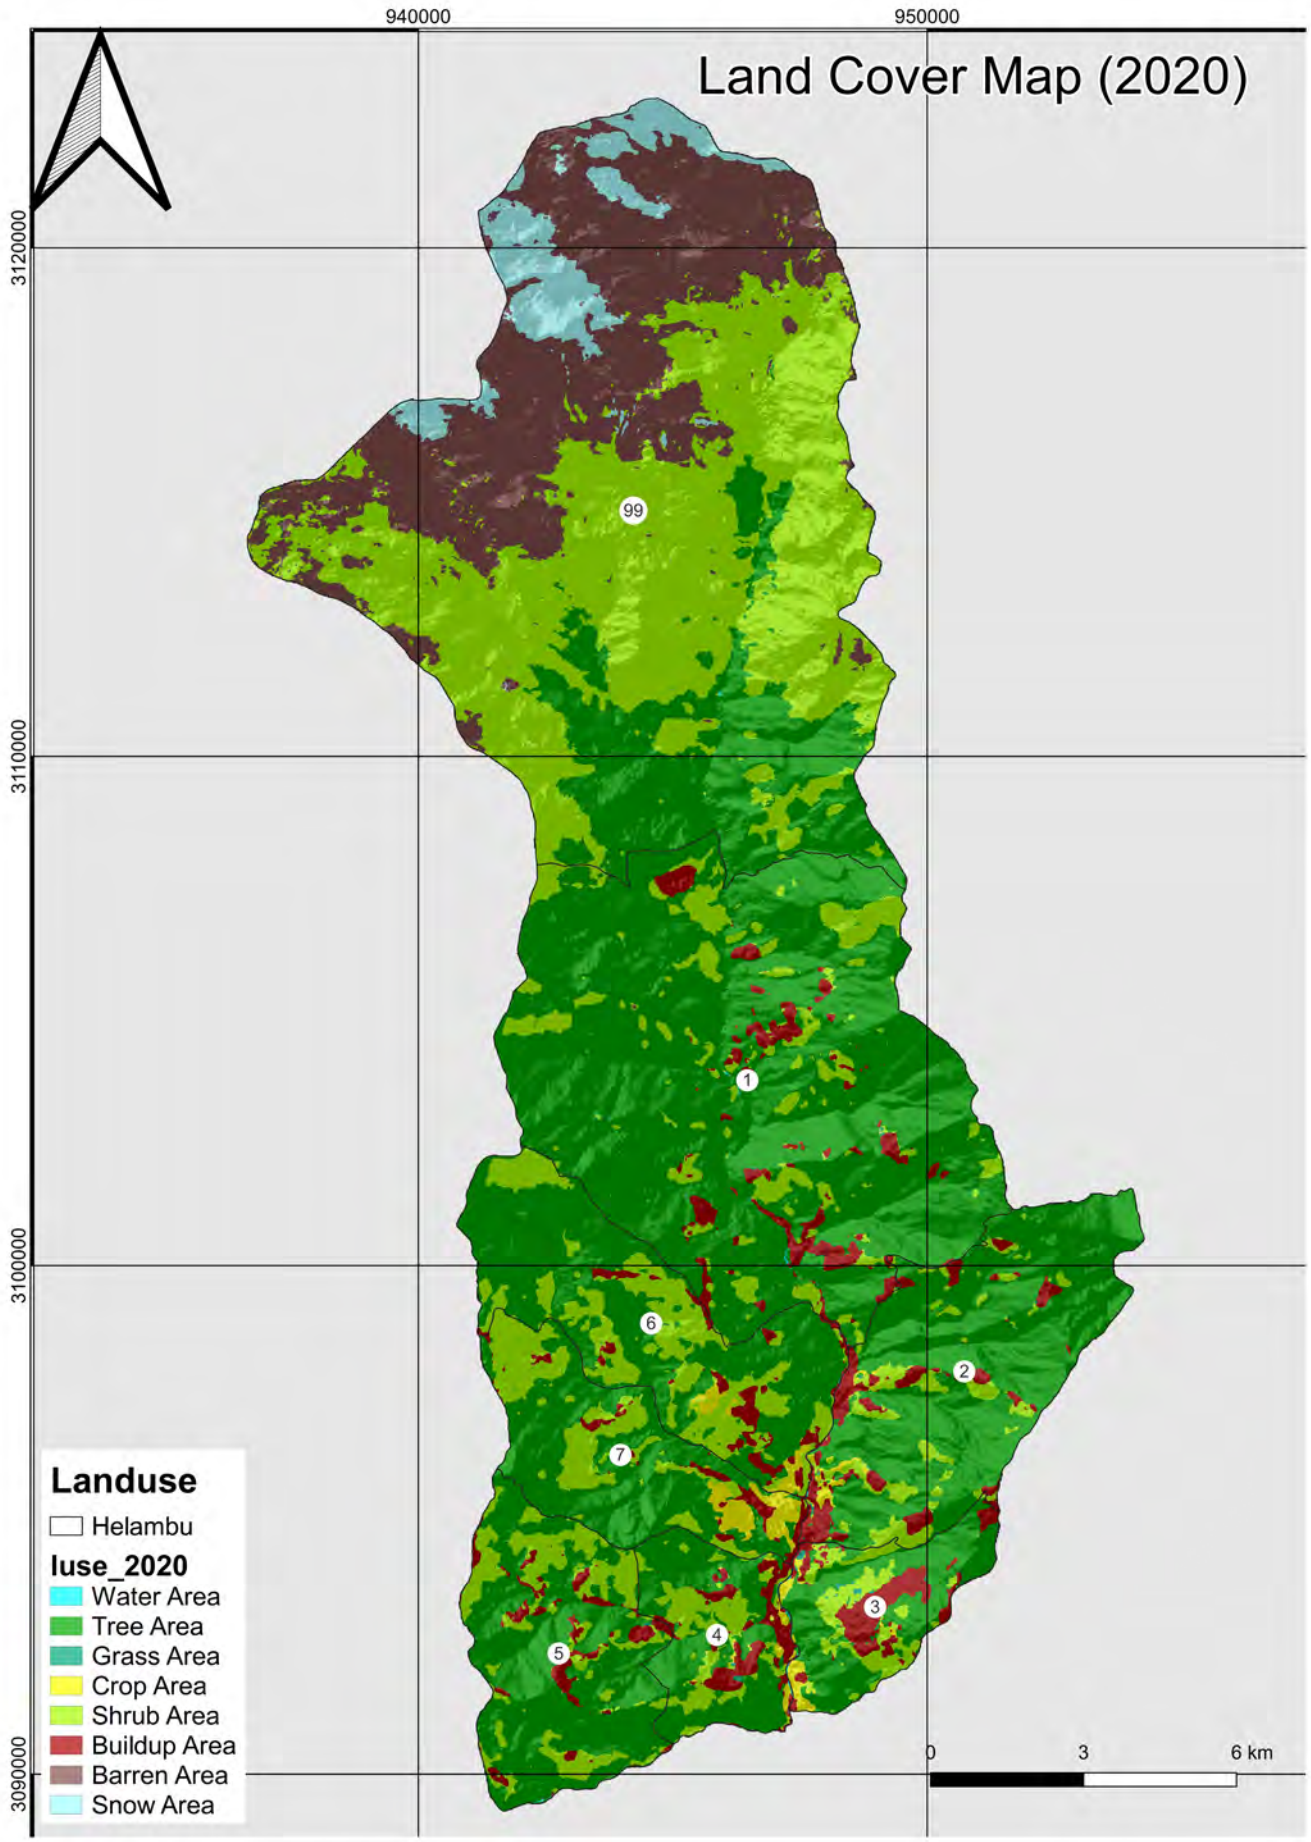 940000
950000
Land Cover Map (2020)
3120000
99
3110000
1
3100000
6
2
7
3
4
5
3090000
Landuse
Helambu
luse_2020
Water Area
Tree Area
Grass Area
Crop Area
Shrub Area
Buildup Area
Barren Area
Snow Area
0 3 6 km